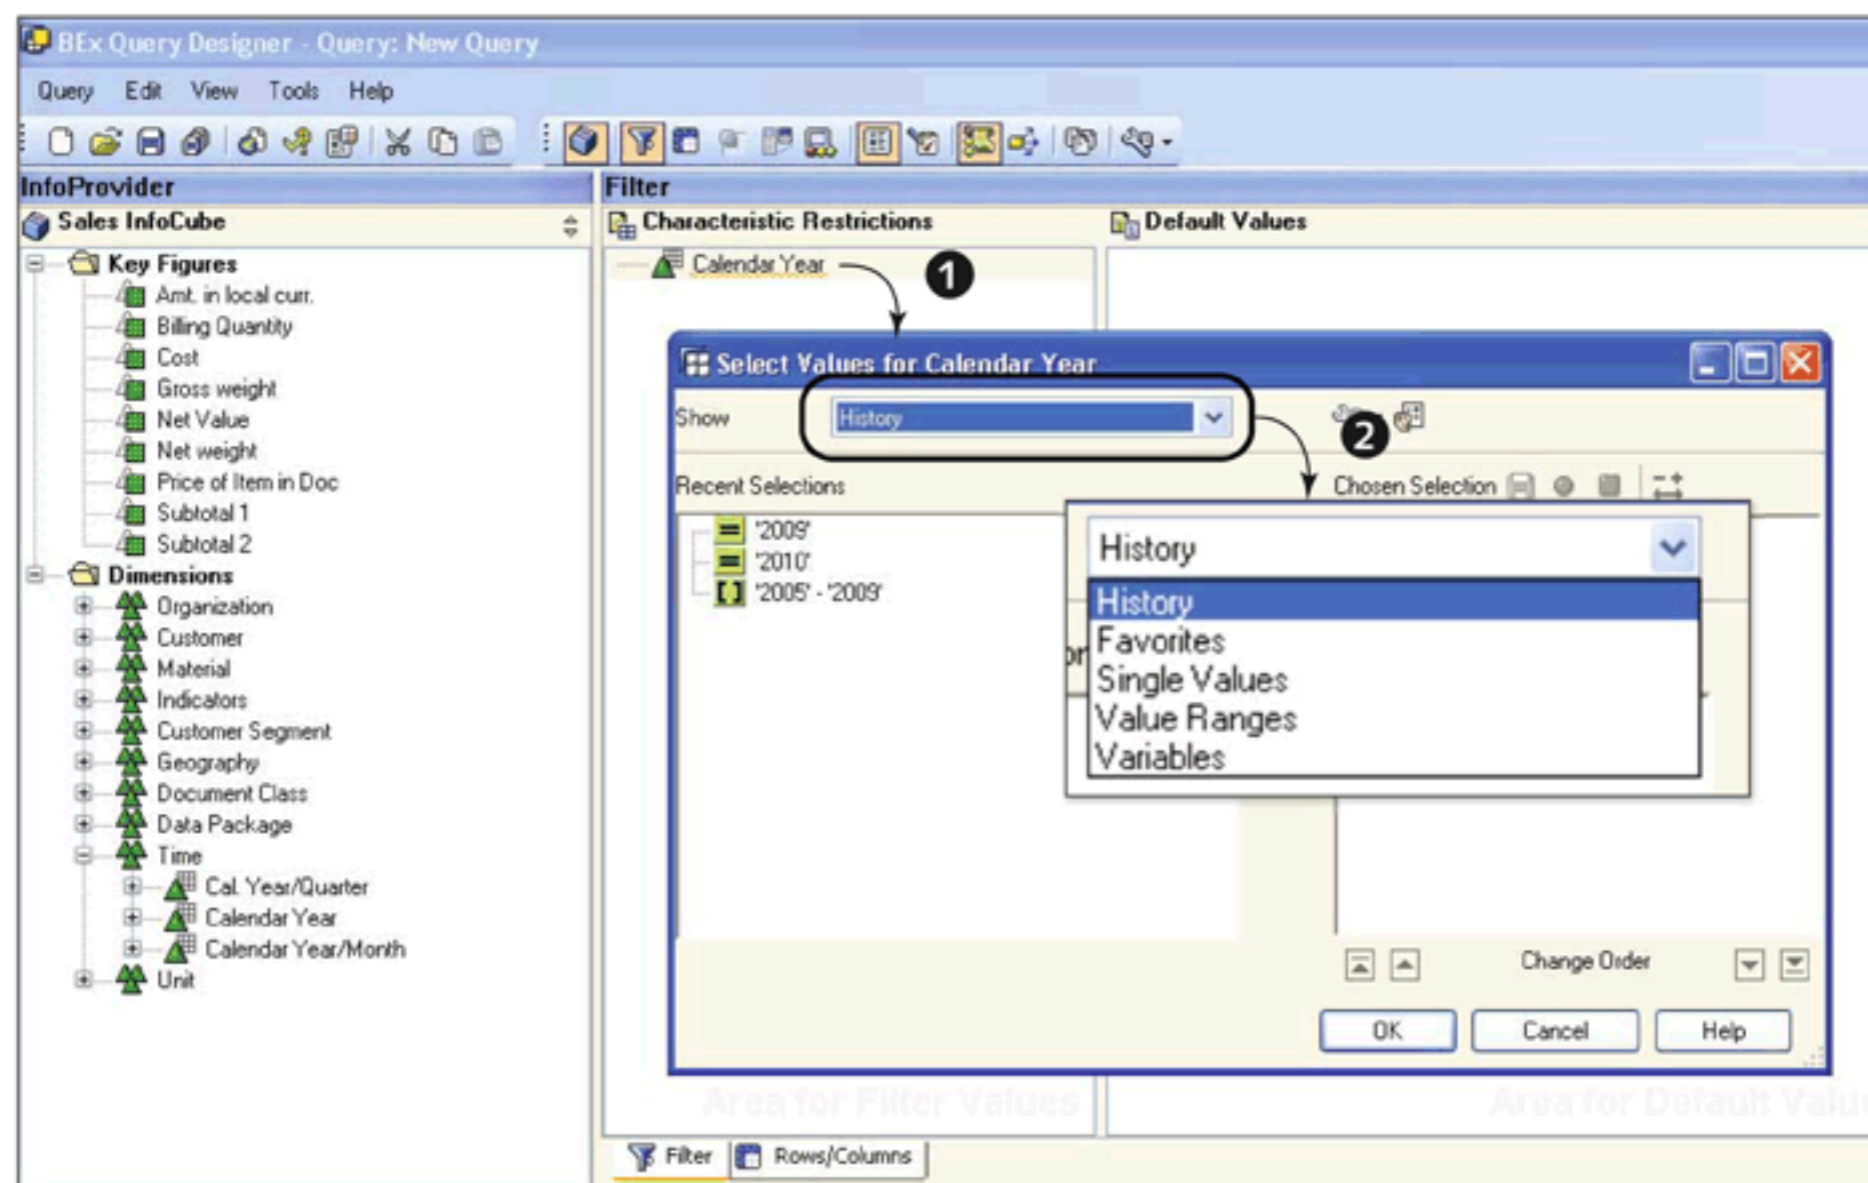 BEx Query Designer - Query: New Query
Query Edit View Tools Help
InfoProvider
Sales InfoCube
Key Figures
Amt. in local curr.
Billing Quantity
Cost
Gross weight
Net Value
Net weight
Price of Item in Doc
Subtotal 1
Subtotal 2
Dimensions
Organization
Customer
Material
Indicators
Customer Segment
Geography
Document Class
Data Package
Time
Cal. Year/Quarter
Calendar Year
Calendar Year/Month
Unit
Filter
Characteristic Restrictions
Calendar Year
1
Default Values
Select Values for Calendar Year
Show History
2
Recent Selections
'2009'
'2010'
'2005' - '2009'
Chosen Selection
History
History
Favorites
Single Values
Value Ranges
Variables
Change Order
OK Cancel Help
Area for Filter Values
Area for Default Valu
Filter Rows/Columns